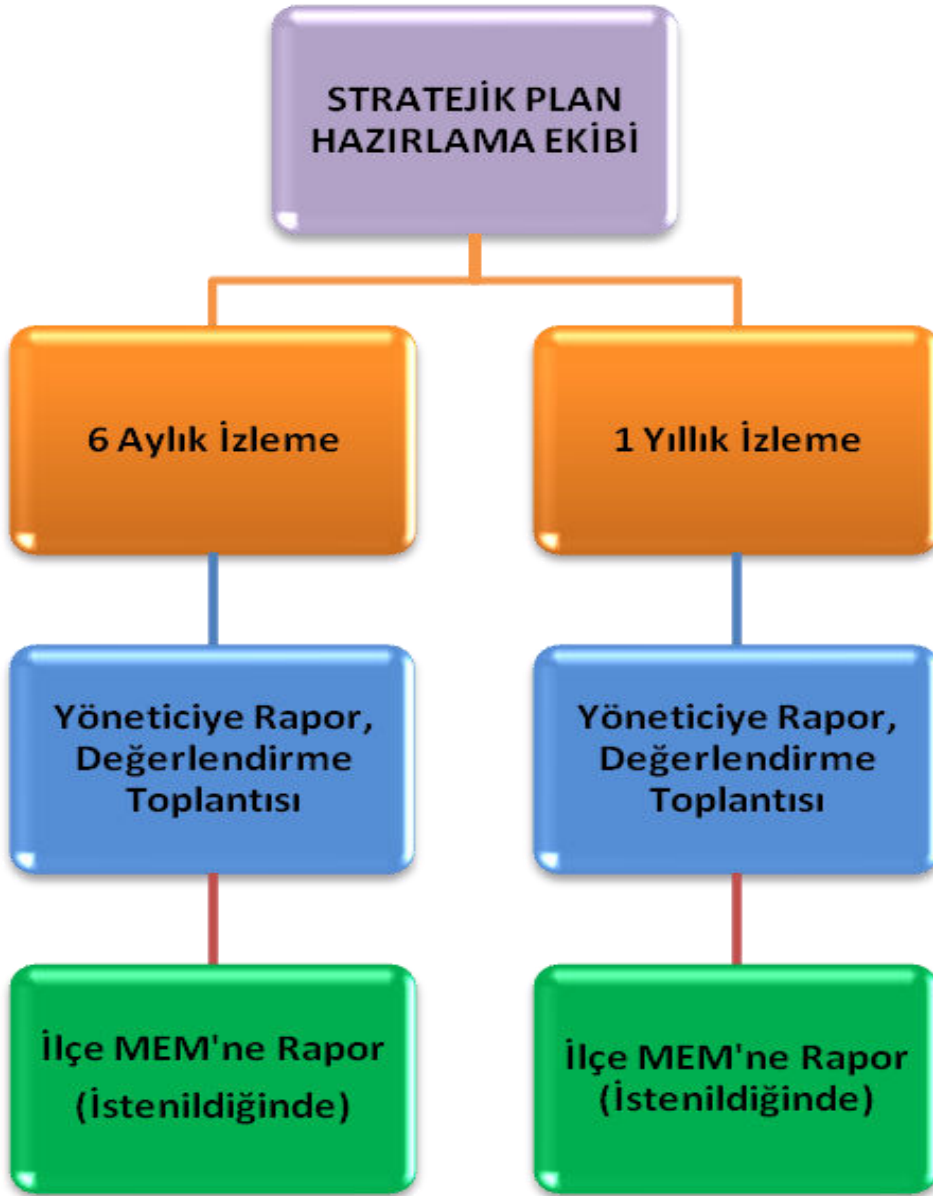 STRATEJİK PLAN
HAZIRLAMA EKİBİ
6 Aylık İzleme
1 Yıllık İzleme
Yöneticiye Rapor,
Değerlendirme
Toplantısı
Yöneticiye Rapor,
Değerlendirme
Toplantısı
İlçe MEM'ne Rapor
(İstenildiğinde)
İlçe MEM'ne Rapor
(İstenildiğinde)